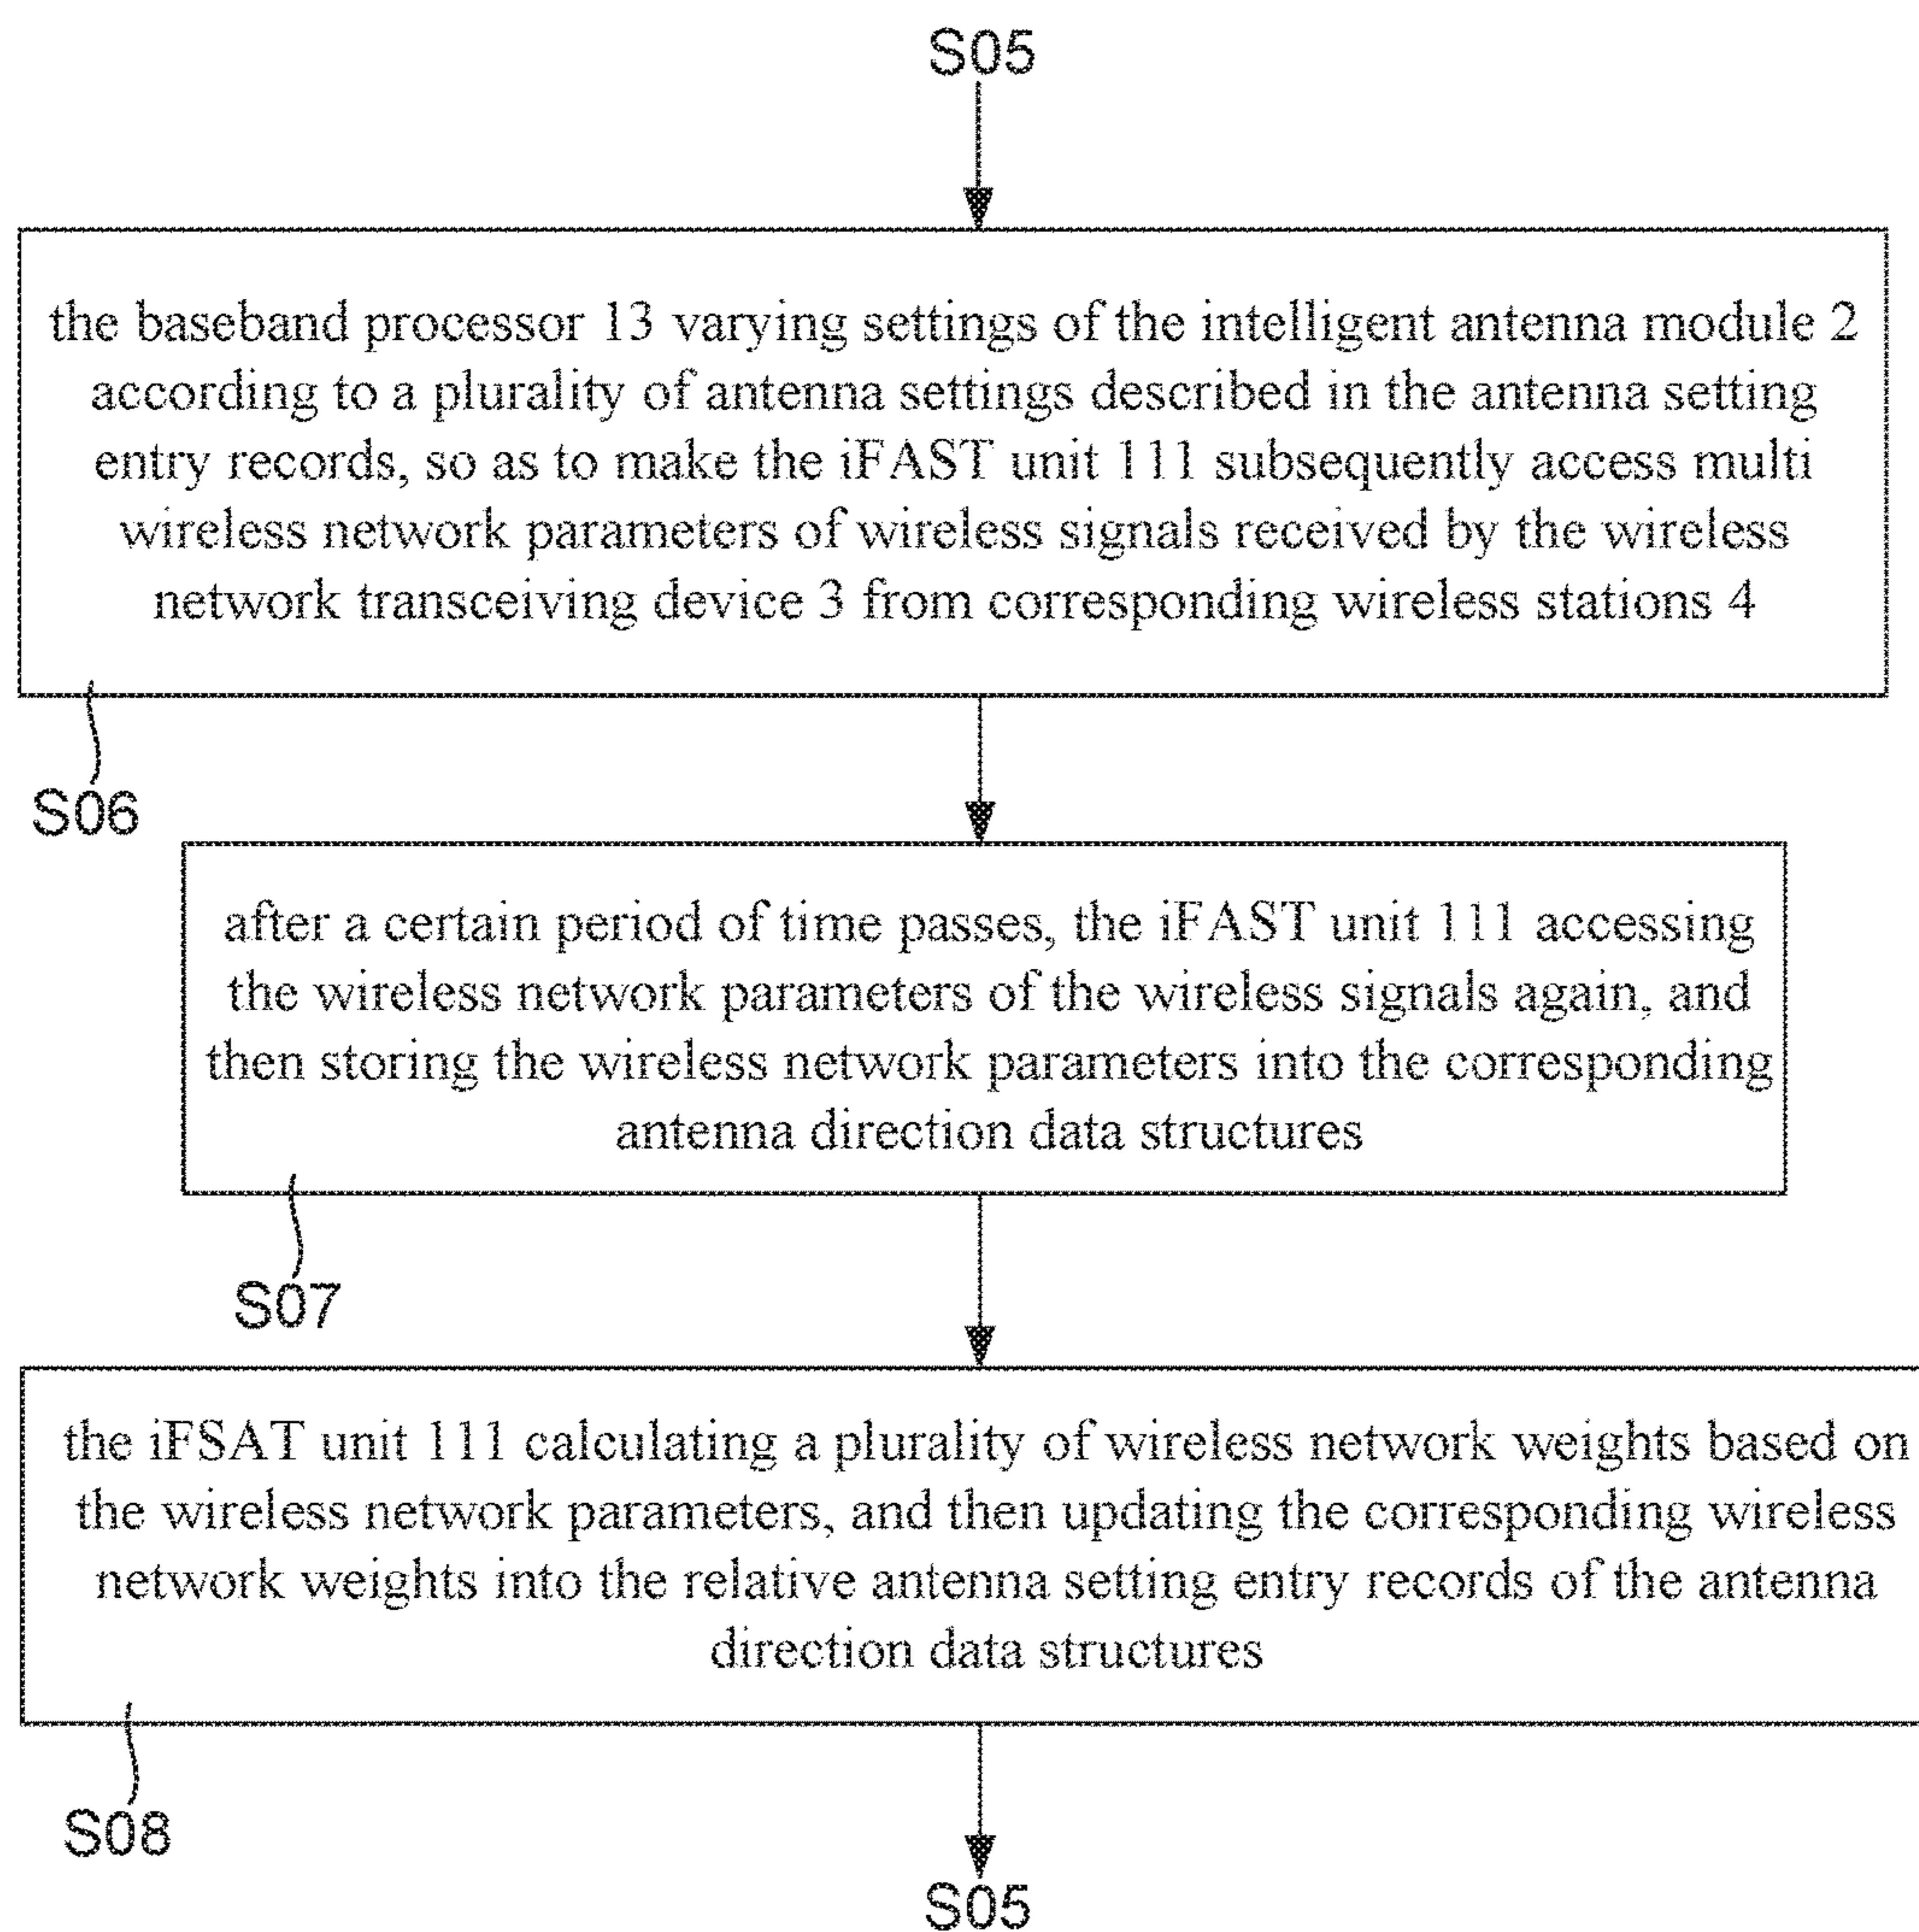 S05
the baseband processor 13 varying settings of the intelligent antenna module 2
according to a plurality of antenna settings described in the antenna setting
entry records, so as to make the iFAST unit 111 subsequently access multi
wireless network parameters of wireless signals received by the wireless
network transceiving device 3 from corresponding wireless stations 4
S06
after a certain period of time passes, the iFAST unit 111 accessing
the wireless network parameters of the wireless signals again, and
then storing the wireless network parameters into the corresponding
antenna direction data structures
S07
the iFSAT unit 111 calculating a plurality of wireless network weights based on
the wireless network parameters, and then updating the corresponding wireless
network weights into the relative antenna setting entry records of the antenna
direction data structures
S08
S05